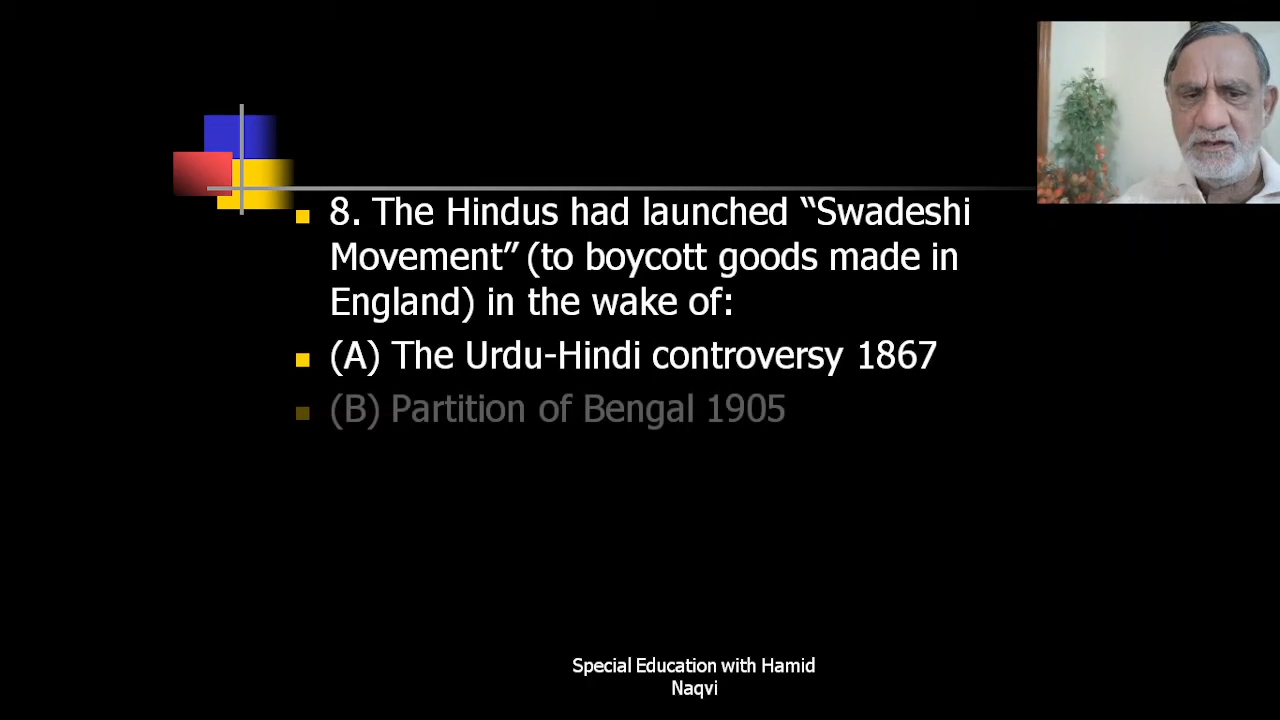 8. The Hindus had launched “Swadeshi
Movement” (to boycott goods made in
England) in the wake of:
(A) The Urdu-Hindi controversy 1867
(B) Partition of Bengal 1905
Special Education with Hamid
Naqvi